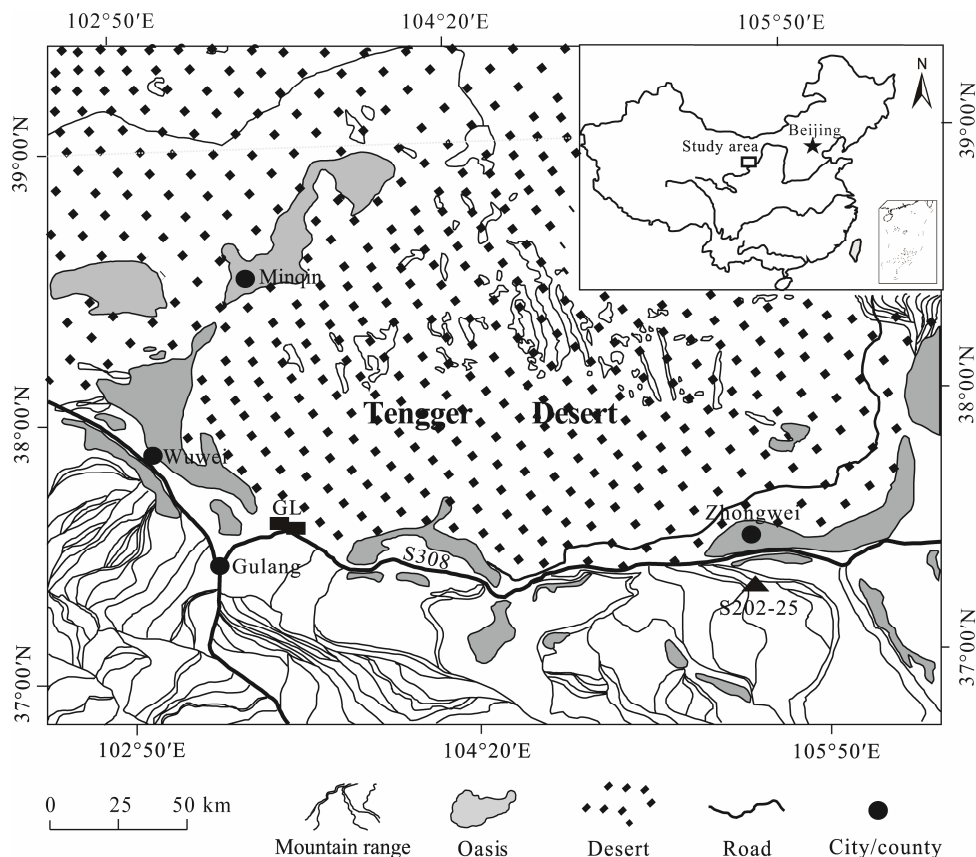 102°50′E 104°20′E 105°50′E
N
39°00′N
39°00′N
Beijing
Study area
Minqin
38°00′N
38°00′N
Tengger Desert
Wuwei
GL
Zhongwei
S308
Gulang
S202-25
37°00′N
37°00′N
102°50′E 104°20′E 105°50′E
0 25 50 km
Mountain range Oasis Desert Road City/county